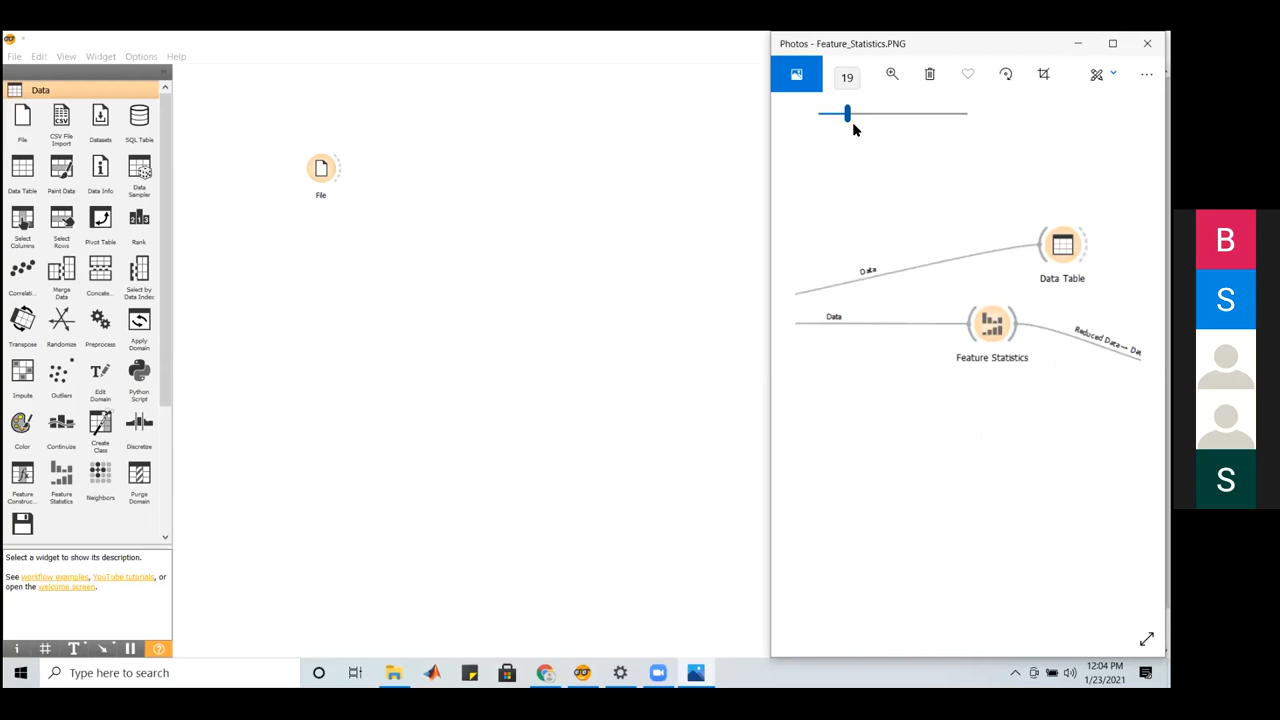 File Edit View Widget Options Help
Data
File
CSV File
Import
Datasets
SQL Table
Data Table
Paint Data
Data Info
Data
Sampler
Select
Columns
Select
Rows
Pivot Table
Rank
Correlati...
Merge
Data
Concate...
Select by
Data Index
Transpose
Randomize
Preprocess
Apply
Domain
Impute
Outliers
Edit
Domain
Python
Script
Color
Continuize
Create
Class
Discretize
Feature
Construc...
Feature
Statistics
Neighbors
Purge
Domain
Select a widget to show its description.
See workflow examples, YouTube tutorials, or
open the welcome screen.
File
Photos - Feature_Statistics.PNG
19
Data
Data Table
Data
Feature Statistics
Reduced Data → Dat
B
S
S
Type here to search
12:04 PM
1/23/2021